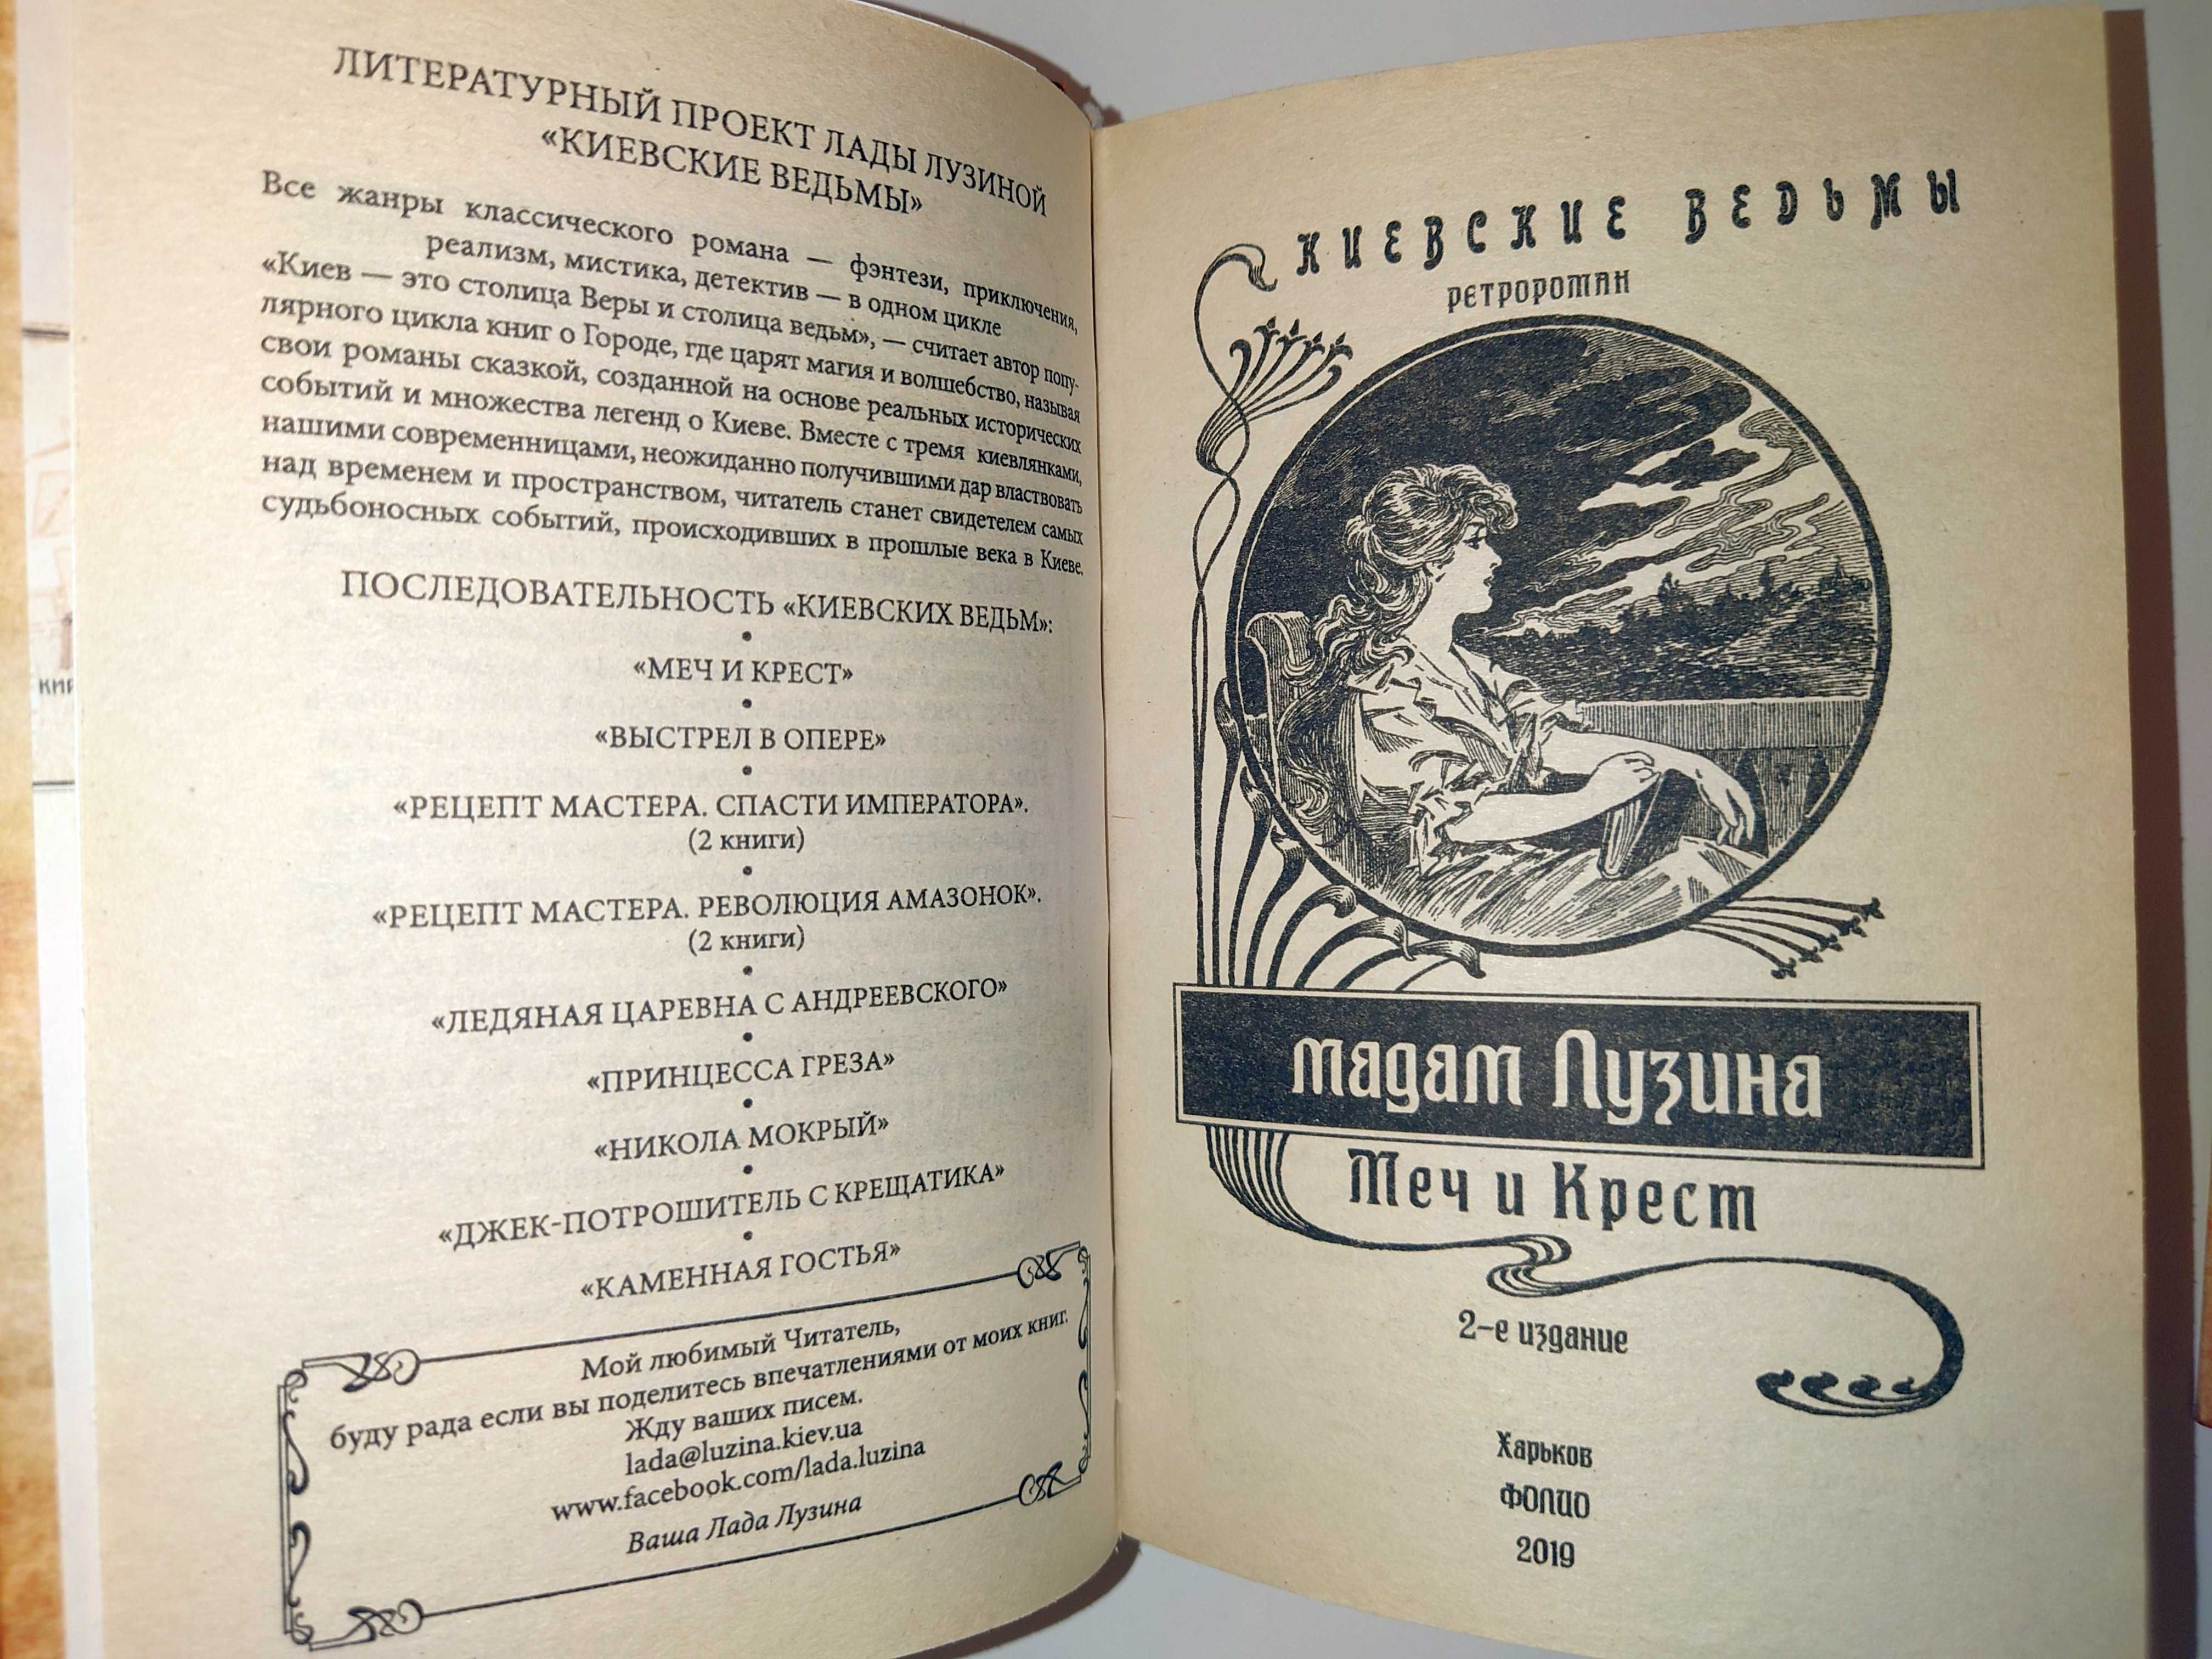 ЛИТЕРАТУРНЫЙ ПРОЕКТ ЛАДЫ ЛУЗИНОЙ
«КИЕВСКИЕ ВЕДЬМЫ»
Все жанры классического романа — фэнтези, приключения,
реализм, мистика, детектив — в одном цикле
«Киев — это столица Веры и столица ведьм», — считает автор попу-
лярного цикла книг о Городе, где царят магия и волшебство, называя
свои романы сказкой, созданной на основе реальных исторических
событий и множества легенд о Киеве. Вместе с тремя киевлянками,
нашими современницами, неожиданно получившими дар властвовать
над временем и пространством, читатель станет свидетелем самых
судьбоносных событий, происходивших в прошлые века в Киеве.
ПОСЛЕДОВАТЕЛЬНОСТЬ «КИЕВСКИХ ВЕДЬМ»:
•
«МЕЧ И КРЕСТ»
•
«ВЫСТРЕЛ В ОПЕРЕ»
•
«РЕЦЕПТ МАСТЕРА. СПАСТИ ИМПЕРАТОРА».
(2 книги)
•
«РЕЦЕПТ МАСТЕРА. РЕВОЛЮЦИЯ АМАЗОНОК».
(2 книги)
•
«ЛЕДЯНАЯ ЦАРЕВНА С АНДРЕЕВСКОГО»
•
«ПРИНЦЕССА ГРЕЗА»
•
«НИКОЛА МОКРЫЙ»
•
«ДЖЕК-ПОТРОШИТЕЛЬ С КРЕЩАТИКА»
•
«КАМЕННАЯ ГОСТЬЯ»
Мой любимый Читатель,
буду рада если вы поделитесь впечатлениями от моих книг.
Жду ваших писем.
lada@luzina.kiev.ua
www.facebook.com/lada.luzina
Ваша Лада Лузина
КИЕВСКИЕ ВЕДЬМЫ
РЕТРОРОМАН
мадам Лузина
Меч и Крест
2-е издание
Харьков
ФОЛИО
2019